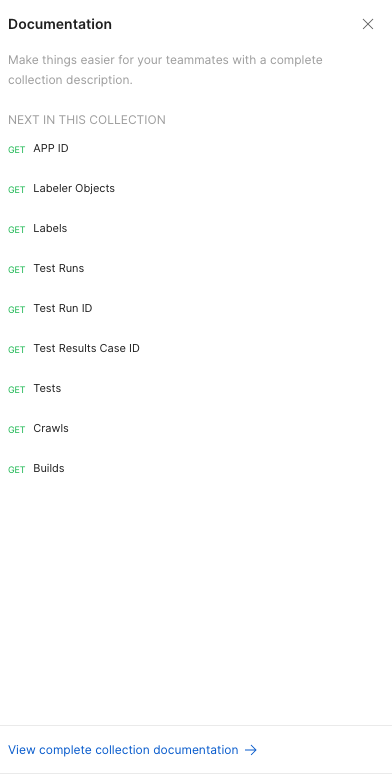 Documentation
Make things easier for your teammates with a complete
collection description.
NEXT IN THIS COLLECTION
GET APP ID
GET Labeler Objects
GET Labels
GET Test Runs
GET Test Run ID
GET Test Results Case ID
GET Tests
GET Crawls
GET Builds
View complete collection documentation →